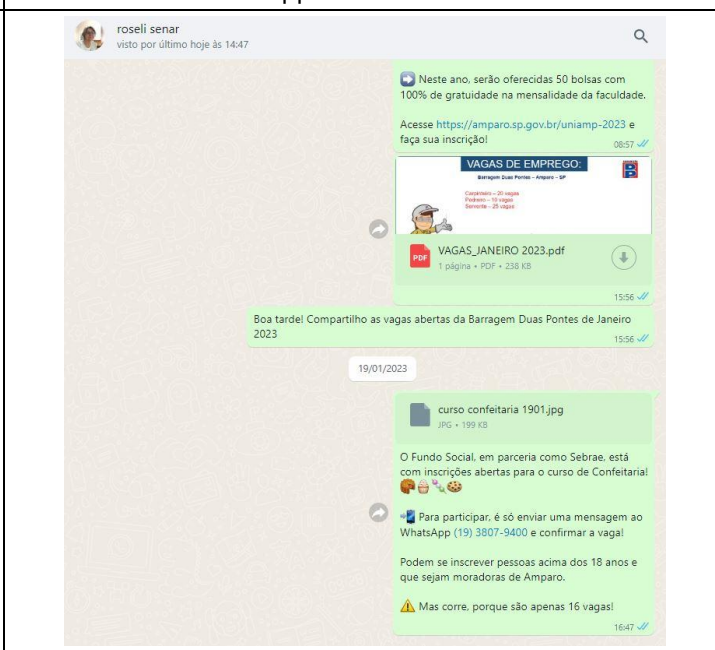 roseli senar
visto por último hoje às 14:47
➡️ Neste ano, serão oferecidas 50 bolsas com
100% de gratuidade na mensalidade da faculdade.
Acesse https://amparo.sp.gov.br/uniamp-2023 e
faça sua inscrição!
08:57
VAGAS DE EMPREGO:
Barragem Duas Pontes – Amparo – SP
Carpinteiro – 20 vagas
Pedreiro – 10 vagas
Servente – 25 vagas
PDF
VAGAS_JANEIRO 2023.pdf
1 página • PDF • 238 KB
15:56
Boa tarde! Compartilho as vagas abertas da Barragem Duas Pontes de Janeiro
2023
15:56
19/01/2023
curso confeitaria 1901.jpg
JPG • 199 KB
O Fundo Social, em parceria como Sebrae, está
com inscrições abertas para o curso de Confeitaria!
🥧🧁🍬🍪
📲 Para participar, é só enviar uma mensagem ao
WhatsApp (19) 3807-9400 e confirmar a vaga!
Podem se inscrever pessoas acima dos 18 anos e
que sejam moradoras de Amparo.
⚠️ Mas corre, porque são apenas 16 vagas!
16:47